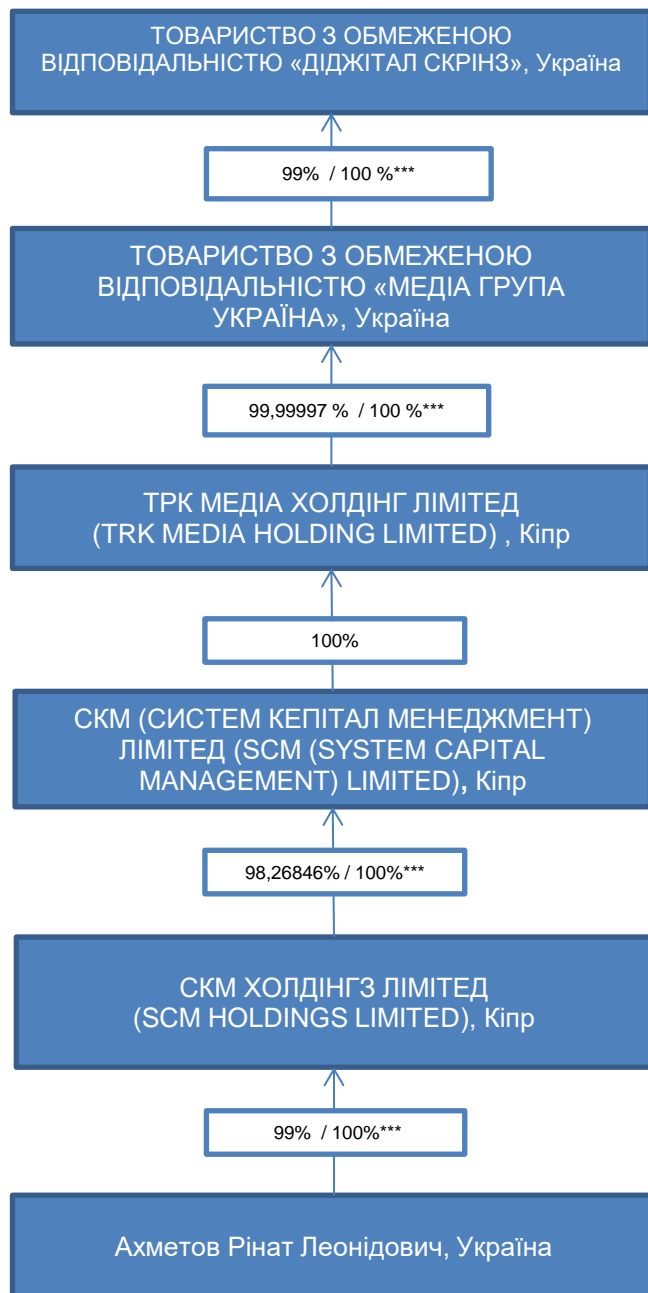 ТОВАРИСТВО З ОБМЕЖЕНОЮ
ВІДПОВІДАЛЬНІСТЮ «ДІДЖІТАЛ СКРІНЗ», Україна
99% / 100 %***
ТОВАРИСТВО З ОБМЕЖЕНОЮ
ВІДПОВІДАЛЬНІСТЮ «МЕДІА ГРУПА
УКРАЇНА», Україна
99,99997 % / 100 %***
ТРК МЕДІА ХОЛДІНГ ЛІМІТЕД
(TRK MEDIA HOLDING LIMITED) , Кіпр
100%
СКМ (СИСТЕМ КЕПІТАЛ МЕНЕДЖМЕНТ)
ЛІМІТЕД (SCM (SYSTEM CAPITAL
MANAGEMENT) LIMITED), Кіпр
98,26846% / 100%***
СКМ ХОЛДІНГЗ ЛІМІТЕД
(SCM HOLDINGS LIMITED), Кіпр
99% / 100%***
Ахметов Рінат Леонідович, Україна